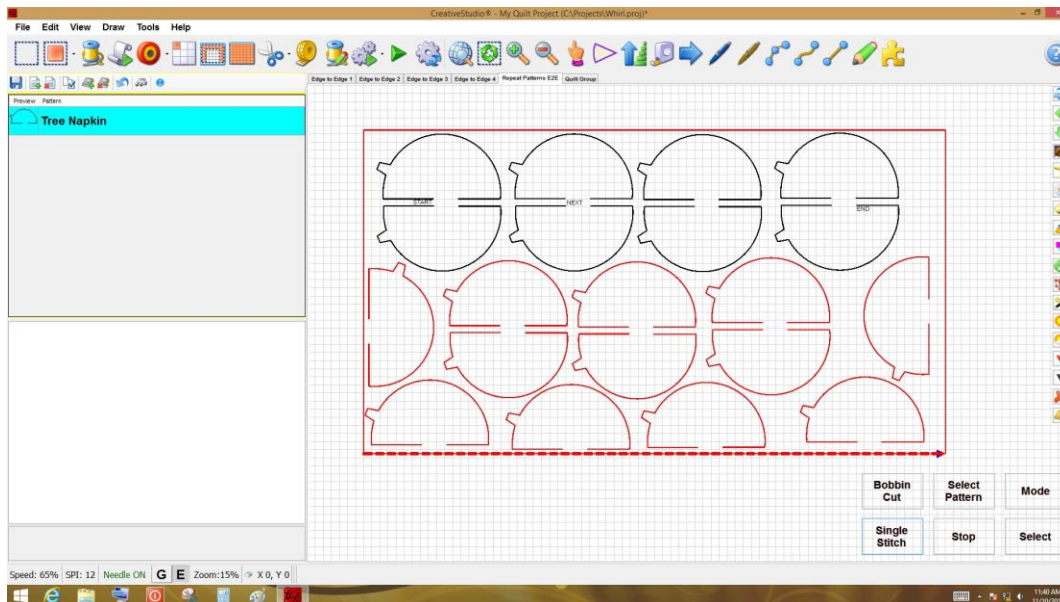 CreativeStudio® - My Quilt Project (C:\Projects\Whirl.proj)*
File Edit View Draw Tools Help
Edge to Edge 1 Edge to Edge 2 Edge to Edge 3 Edge to Edge 4 Repeat Patterns E2E Quilt Group
Preview Pattern
Tree Napkin
START NEXT END
Bobbin Cut Select Pattern Mode
Single Stitch Stop Select
Speed: 65% SPI: 12 Needle ON G E Zoom:15% X 0, Y 0
11:40 AM